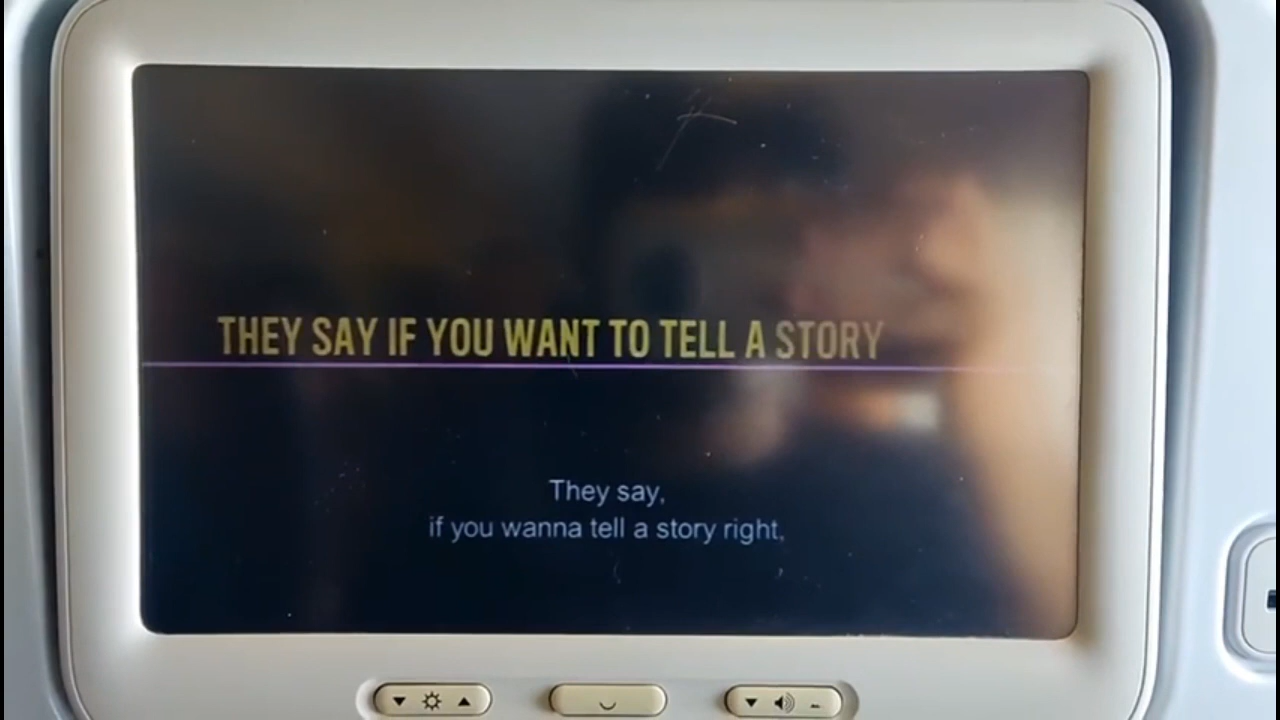 THEY SAY IF YOU WANT TO TELL A STORY
They say,
if you wanna tell a story right,